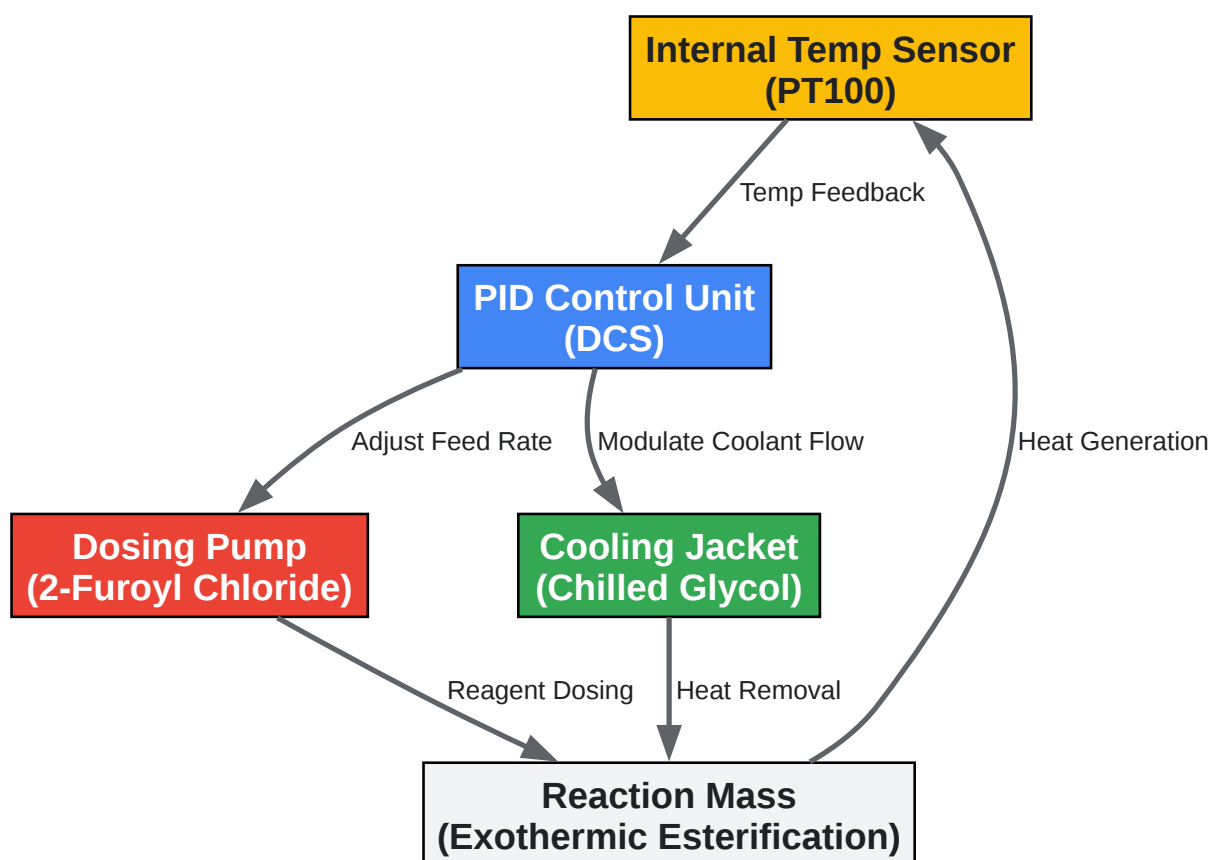 Internal Temp Sensor
(PT100)
Temp Feedback
PID Control Unit
(DCS)
Adjust Feed Rate
Modulate Coolant Flow
Heat Generation
Dosing Pump
(2-Furoyl Chloride)
Cooling Jacket
(Chilled Glycol)
Reagent Dosing
Heat Removal
Reaction Mass
(Exothermic Esterification)